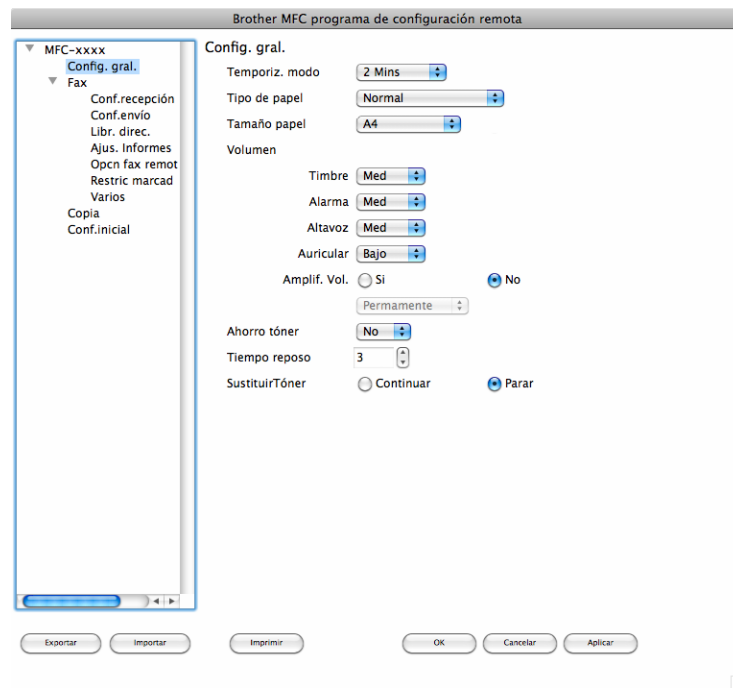 Brother MFC programa de configuración remota
MFC-xxxx
Config. gral.
Fax
Conf.recepción
Conf.envío
Libr. direc.
Ajus. Informes
Opcn fax remot
Restric marcad
Varios
Copia
Conf.inicial
Config. gral.
Temporiz. modo 2 Mins
Tipo de papel Normal
Tamaño papel A4
Volumen
Timbre Med
Alarma Med
Altavoz Med
Auricular Bajo
Amplif. Vol. Si No
Permamente
Ahorro tóner No
Tiempo reposo 3
SustituirTóner Continuar Parar
Exportar Importar Imprimir OK Cancelar Aplicar